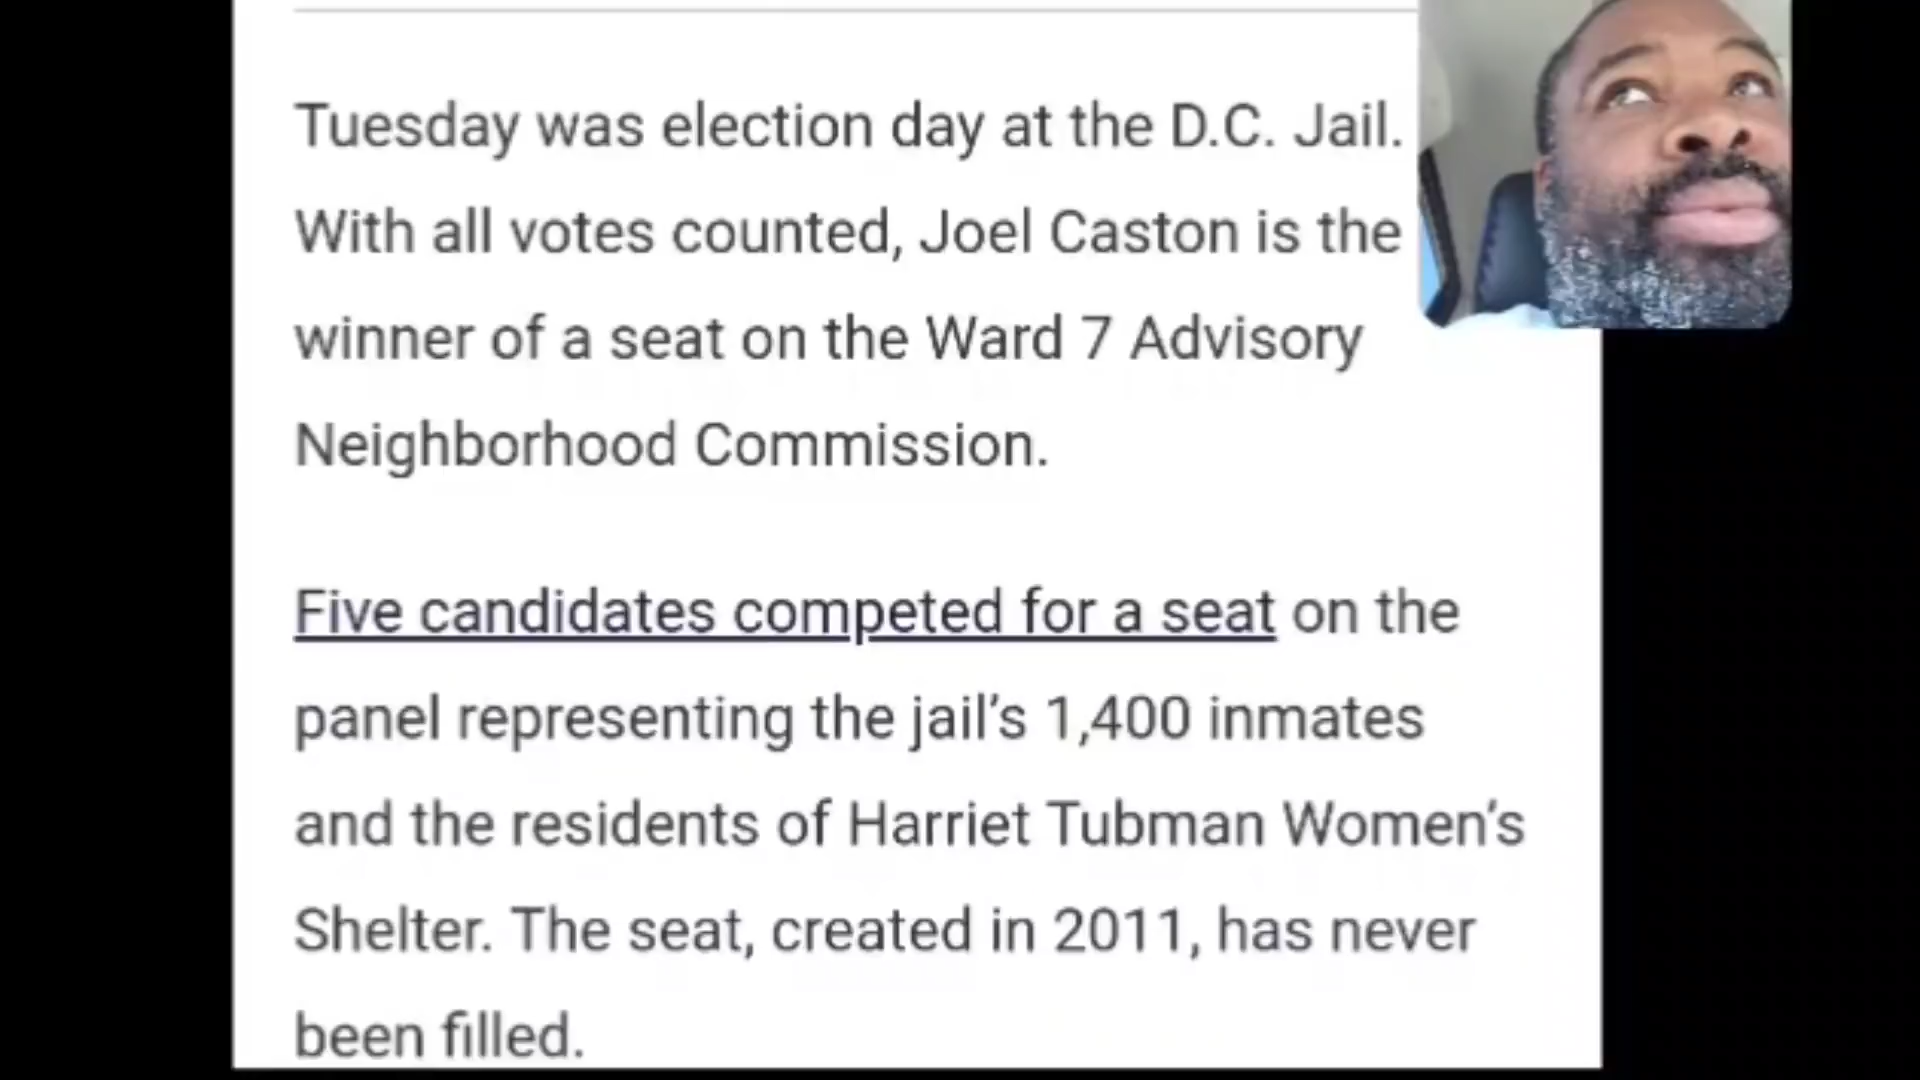 Tuesday was election day at the D.C. Jail.
With all votes counted, Joel Caston is the
winner of a seat on the Ward 7 Advisory
Neighborhood Commission.
Five candidates competed for a seat on the
panel representing the jail’s 1,400 inmates
and the residents of Harriet Tubman Women’s
Shelter. The seat, created in 2011, has never
been filled.